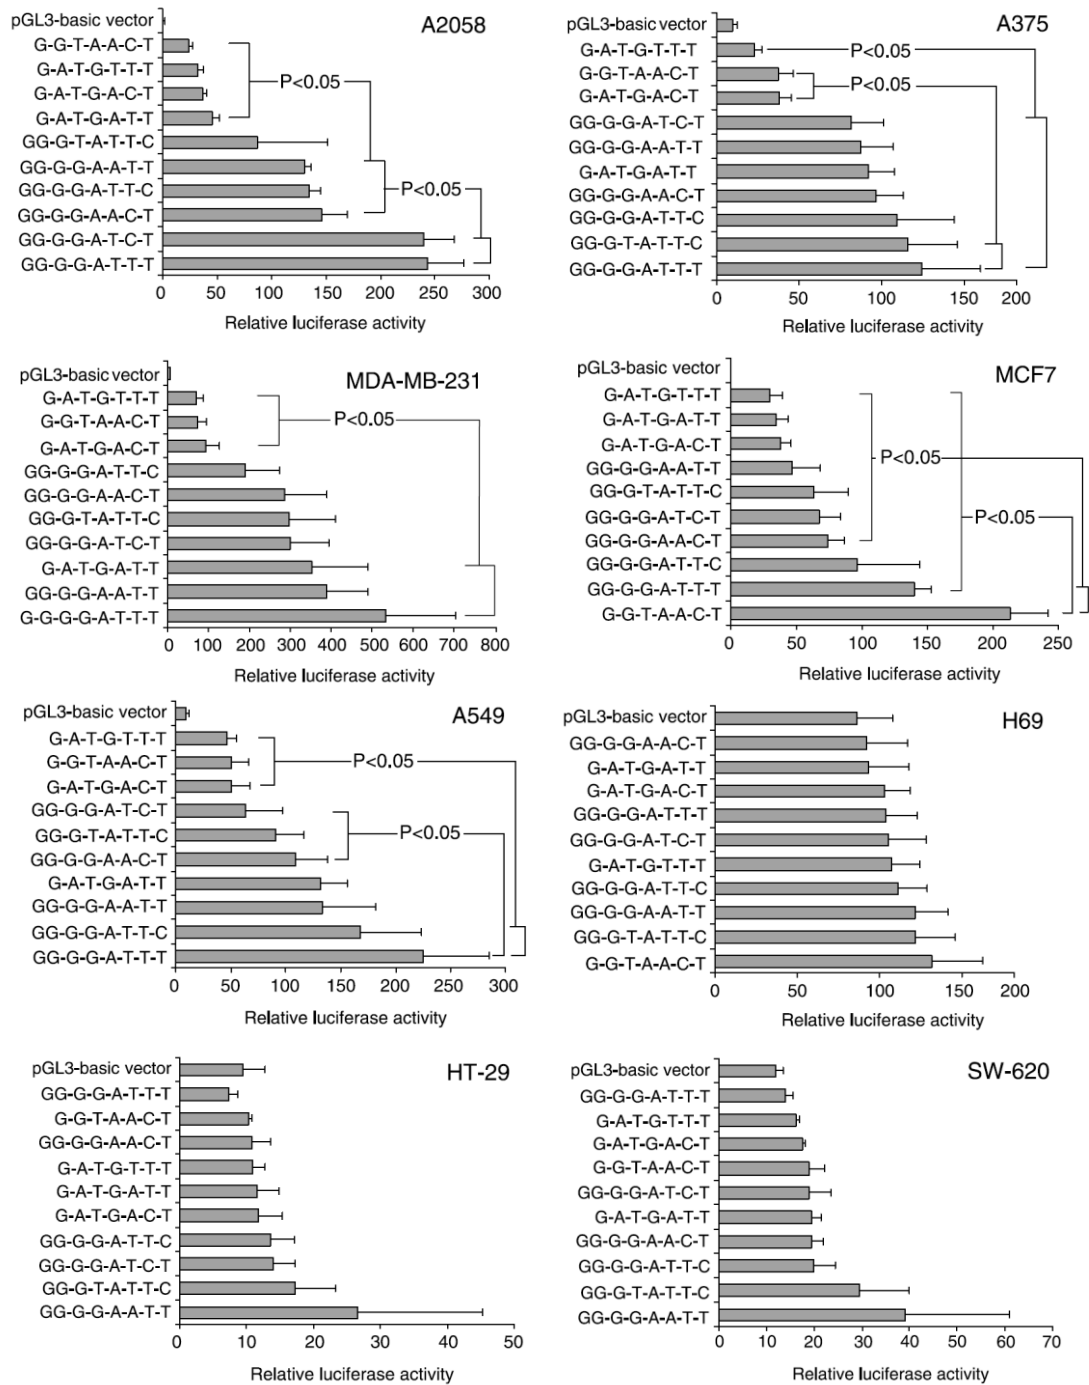 A2058
pGL3-basic vector
G-G-T-A-A-C-T
G-A-T-G-T-T-T
G-A-T-G-A-C-T
G-A-T-G-A-T-T
GG-G-T-A-T-T-C
GG-G-G-A-A-T-T
GG-G-G-A-T-T-C
GG-G-G-A-A-C-T
GG-G-G-A-T-C-T
GG-G-G-A-T-T-T
P<0.05
P<0.05
0 50 100 150 200 250 300
Relative luciferase activity
A375
pGL3-basic vector
G-A-T-G-T-T-T
G-G-T-A-A-C-T
G-A-T-G-A-C-T
GG-G-G-A-T-C-T
GG-G-G-A-A-T-T
G-A-T-G-A-T-T
GG-G-G-A-A-C-T
GG-G-G-A-T-T-C
GG-G-T-A-T-T-C
GG-G-G-A-T-T-T
P<0.05
P<0.05
0 50 100 150 200
Relative luciferase activity
MDA-MB-231
pGL3-basic vector
G-A-T-G-T-T-T
G-G-T-A-A-C-T
G-A-T-G-A-C-T
GG-G-G-A-T-T-C
GG-G-G-A-A-C-T
GG-G-T-A-T-T-C
GG-G-G-A-T-C-T
G-A-T-G-A-T-T
GG-G-G-A-A-T-T
G-G-G-G-A-T-T-T
P<0.05
0 100 200 300 400 500 600 700 800
Relative luciferase activity
MCF7
pGL3-basic vector
G-A-T-G-T-T-T
G-A-T-G-A-T-T
G-A-T-G-A-C-T
GG-G-G-A-A-T-T
GG-G-T-A-T-T-C
GG-G-G-A-T-C-T
GG-G-G-A-A-C-T
GG-G-G-A-T-T-C
GG-G-G-A-T-T-T
G-G-T-A-A-C-T
P<0.05
P<0.05
0 50 100 150 200 250
Relative luciferase activity
A549
pGL3-basic vector
G-A-T-G-T-T-T
G-G-T-A-A-C-T
G-A-T-G-A-C-T
GG-G-G-A-T-C-T
GG-G-T-A-T-T-C
GG-G-G-A-A-C-T
G-A-T-G-A-T-T
GG-G-G-A-A-T-T
GG-G-G-A-T-T-C
GG-G-G-A-T-T-T
P<0.05
P<0.05
0 50 100 150 200 250 300
Relative luciferase activity
H69
pGL3-basic vector
GG-G-G-A-A-C-T
G-A-T-G-A-T-T
G-A-T-G-A-C-T
GG-G-G-A-T-T-T
GG-G-G-A-T-C-T
G-A-T-G-T-T-T
GG-G-G-A-T-T-C
GG-G-G-A-A-T-T
GG-G-T-A-T-T-C
G-G-T-A-A-C-T
0 50 100 150 200
Relative luciferase activity
HT-29
pGL3-basic vector
GG-G-G-A-T-T-T
G-G-T-A-A-C-T
GG-G-G-A-A-C-T
G-A-T-G-T-T-T
G-A-T-G-A-T-T
G-A-T-G-A-C-T
GG-G-G-A-T-T-C
GG-G-G-A-T-C-T
GG-G-T-A-T-T-C
GG-G-G-A-A-T-T
0 10 20 30 40 50
Relative luciferase activity
SW-620
pGL3-basic vector
GG-G-G-A-T-T-T
G-A-T-G-T-T-T
G-A-T-G-A-C-T
G-G-T-A-A-C-T
GG-G-G-A-T-C-T
G-A-T-G-A-T-T
GG-G-G-A-A-C-T
GG-G-G-A-T-T-C
GG-G-T-A-T-T-C
GG-G-G-A-A-T-T
0 10 20 30 40 50 60 70
Relative luciferase activity